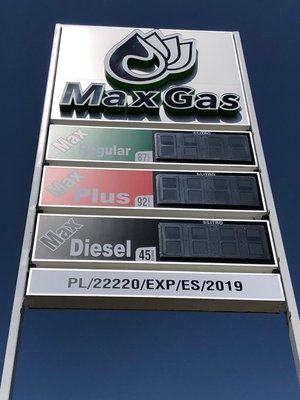 MaxGas
Max
Regular 87
$/LITRO
Max
Plus 92
$/LITRO
Max
Diesel 45
$/LITRO
PL/22220/EXP/ES/2019